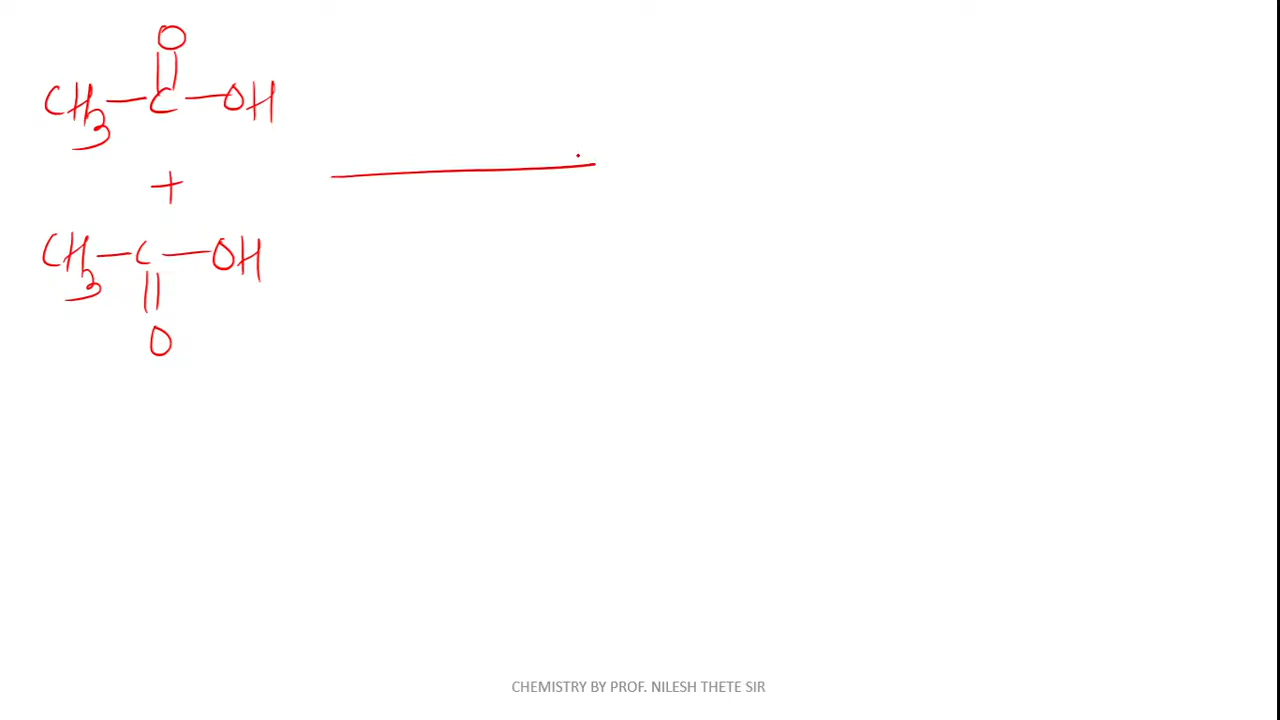 O
CH3-C-OH
+
CH3-C-OH
O
CHEMISTRY BY PROF. NILESH THETE SIR